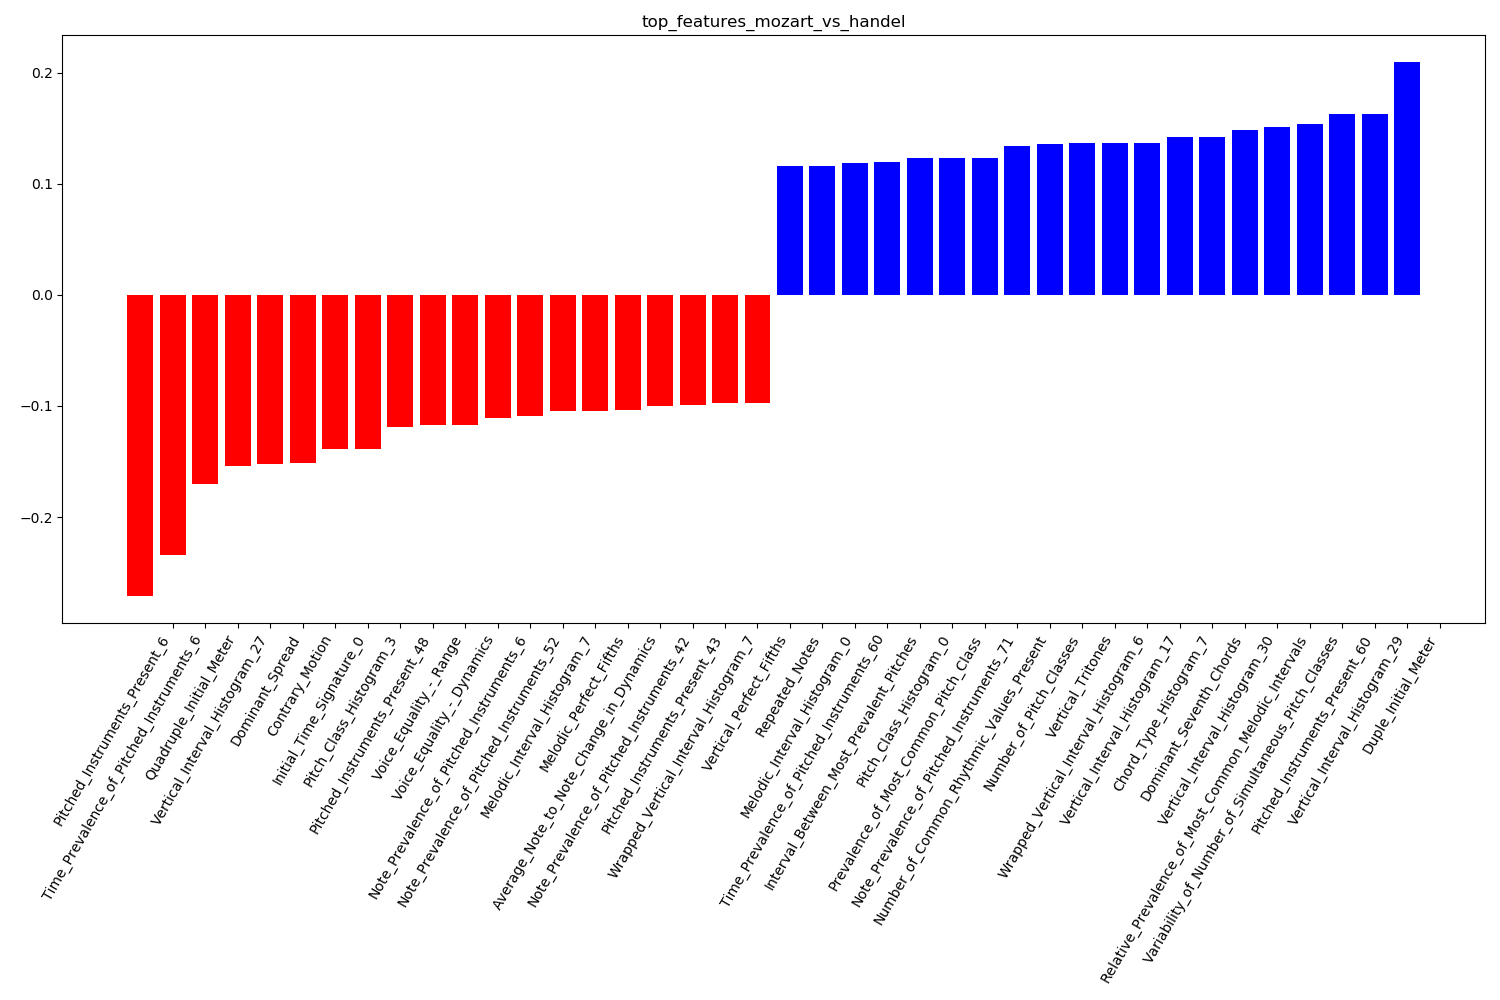 top_features_mozart_vs_handel
0.2
0.1
0.0
−0.1
−0.2
Pitched_Instruments_Present_6
Time_Prevalence_of_Pitched_Instruments_6
Quadruple_Initial_Meter
Vertical_Interval_Histogram_27
Dominant_Spread
Contrary_Motion
Initial_Time_Signature_0
Pitch_Class_Histogram_3
Pitched_Instruments_Present_48
Voice_Equality_-_Range
Voice_Equality_-_Dynamics
Note_Prevalence_of_Pitched_Instruments_6
Note_Prevalence_of_Pitched_Instruments_52
Melodic_Interval_Histogram_7
Melodic_Perfect_Fifths
Average_Note_to_Note_Change_in_Dynamics
Note_Prevalence_of_Pitched_Instruments_42
Pitched_Instruments_Present_43
Wrapped_Vertical_Interval_Histogram_7
Vertical_Perfect_Fifths
Repeated_Notes
Melodic_Interval_Histogram_0
Time_Prevalence_of_Pitched_Instruments_60
Interval_Between_Most_Prevalent_Pitches
Pitch_Class_Histogram_0
Prevalence_of_Most_Common_Pitch_Class
Note_Prevalence_of_Pitched_Instruments_71
Number_of_Common_Rhythmic_Values_Present
Number_of_Pitch_Classes
Vertical_Tritones
Wrapped_Vertical_Interval_Histogram_6
Vertical_Interval_Histogram_17
Chord_Type_Histogram_7
Dominant_Seventh_Chords
Vertical_Interval_Histogram_30
Relative_Prevalence_of_Most_Common_Melodic_Intervals
Variability_of_Number_of_Simultaneous_Pitch_Classes
Pitched_Instruments_Present_60
Vertical_Interval_Histogram_29
Duple_Initial_Meter